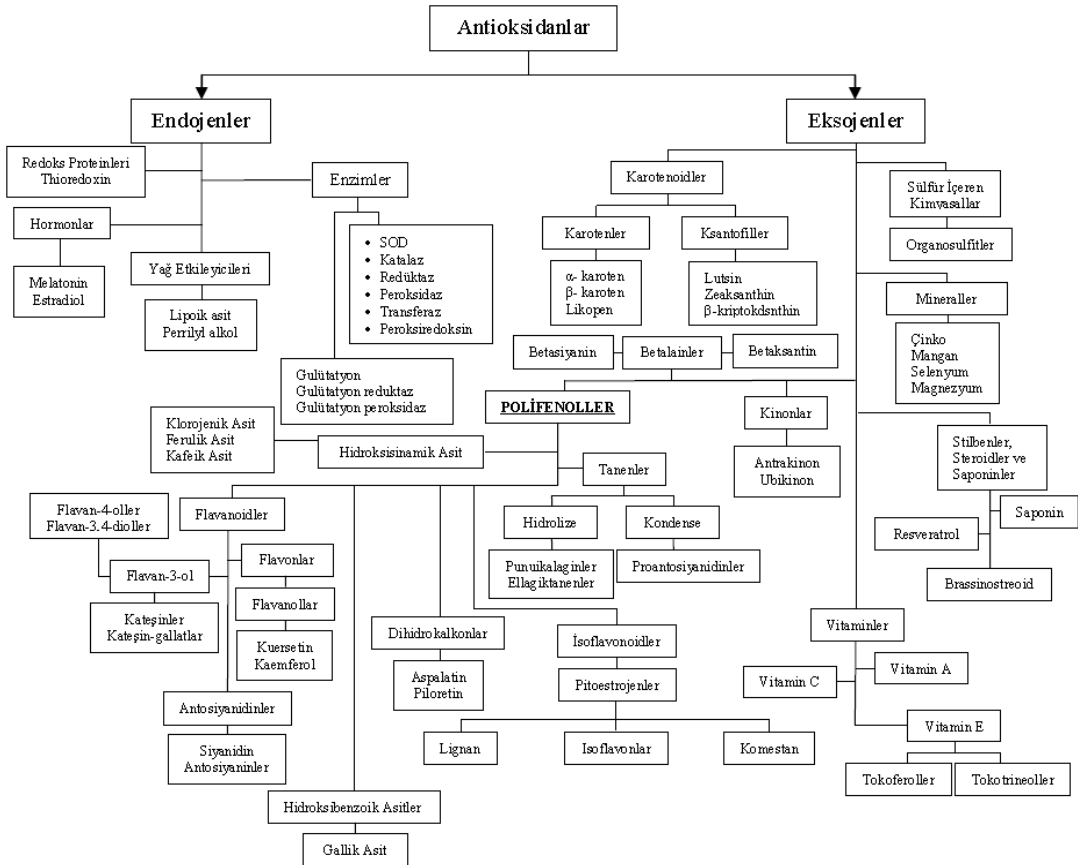 Antioksidanlar
Endojenler
Eksojenler
Redoks Proteinleri
Thioredoxin
Enzimler
Hormonlar
Melatonin
Estradiol
Yağ Etkileyicileri
Lipoik asit
Perrilyl alkol
• SOD
• Katalaz
• Redüktaz
• Peroksidaz
• Transferaz
• Peroksiredoksin
Gulütatyon
Gulütatyon reduktaz
Gulütatyon peroksidaz
Karotenoidler
Karotenler
α- karoten
β- karoten
Likopen
Ksantofiller
Lutsin
Zeaksanthin
β-kriptokdsnthin
Sülfür İçeren
Kimyasallar
Organosulfitler
Mineraller
Çinko
Mangan
Selenyum
Magnezyum
Betasiyanin
Betalainler
Betaksantin
POLİFENOLLER
Kinonlar
Antrakinon
Ubikinon
Stilbenler,
Steroidler ve
Saponinler
Saponin
Resveratrol
Brassinostreoid
Klorojenik Asit
Ferulik Asit
Kafeik Asit
Hidroksisinamik Asit
Tanenler
Hidrolize
Kondense
Punuikalaginler
Ellagiktanenler
Proantosiyanidinler
Flavanoidler
Flavan-4-oller
Flavan-3.4-dioller
Flavan-3-ol
Kateşinler
Kateşin-gallatlar
Flavonlar
Flavanollar
Kuersetin
Kaemferol
Antosiyanidinler
Siyanidin
Antosiyaninler
Dihidrokalkonlar
Aspalatin
Piloretin
İsoflavonoidler
Pitoestrojenler
Lignan
Isoflavonlar
Komestan
Hidroksibenzoik Asitler
Gallik Asit
Vitaminler
Vitamin A
Vitamin C
Vitamin E
Tokoferoller
Tokotrineoller